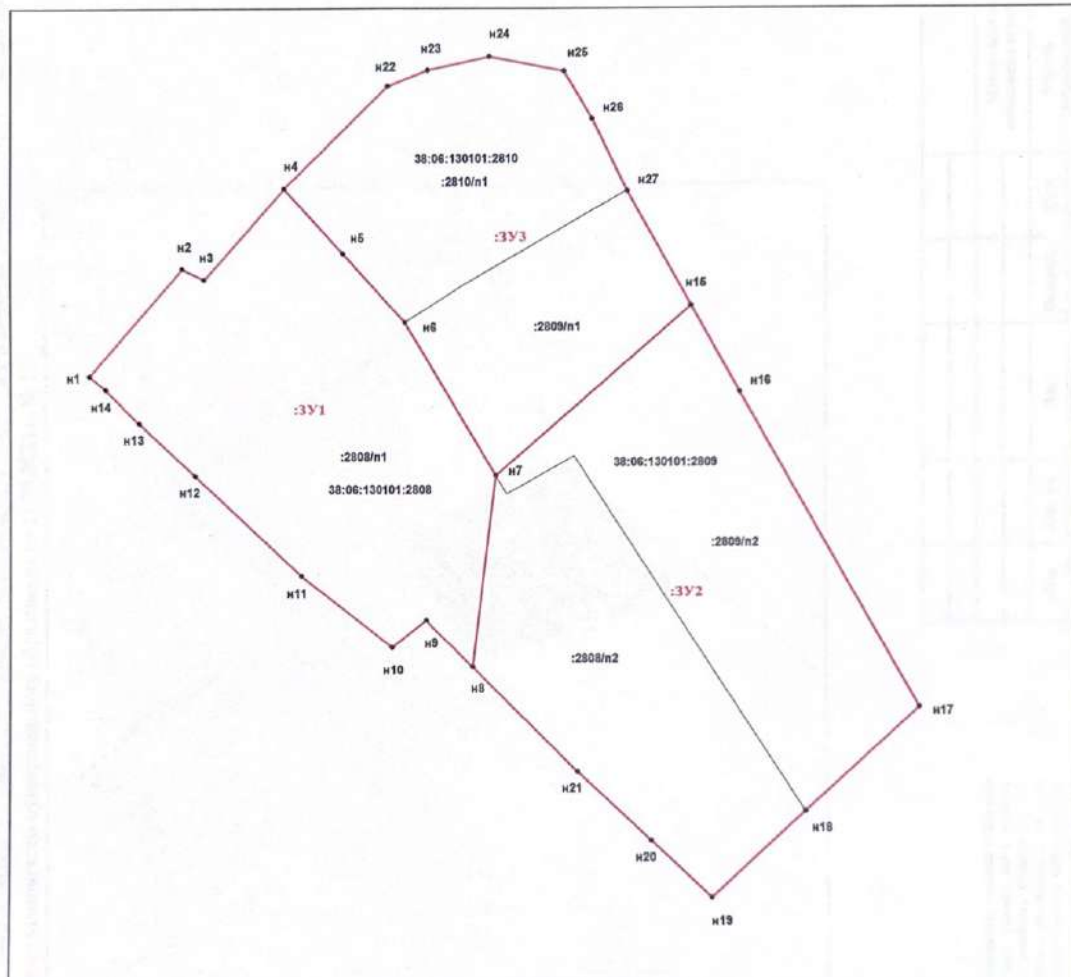 н24
н23
н25
н22
н26
38:06:130101:2810
:2810/п1
н4
н27
н5
:ЗУ3
н2
н3
н15
:2809/п1
н6
н1
н16
н14
:ЗУ1
н13
:2808/п1
38:06:130101:2809
н7
38:06:130101:2808
н12
:2809/п2
:ЗУ2
н11
н9
н10
:2808/п2
н8
н17
н21
н18
н20
н19